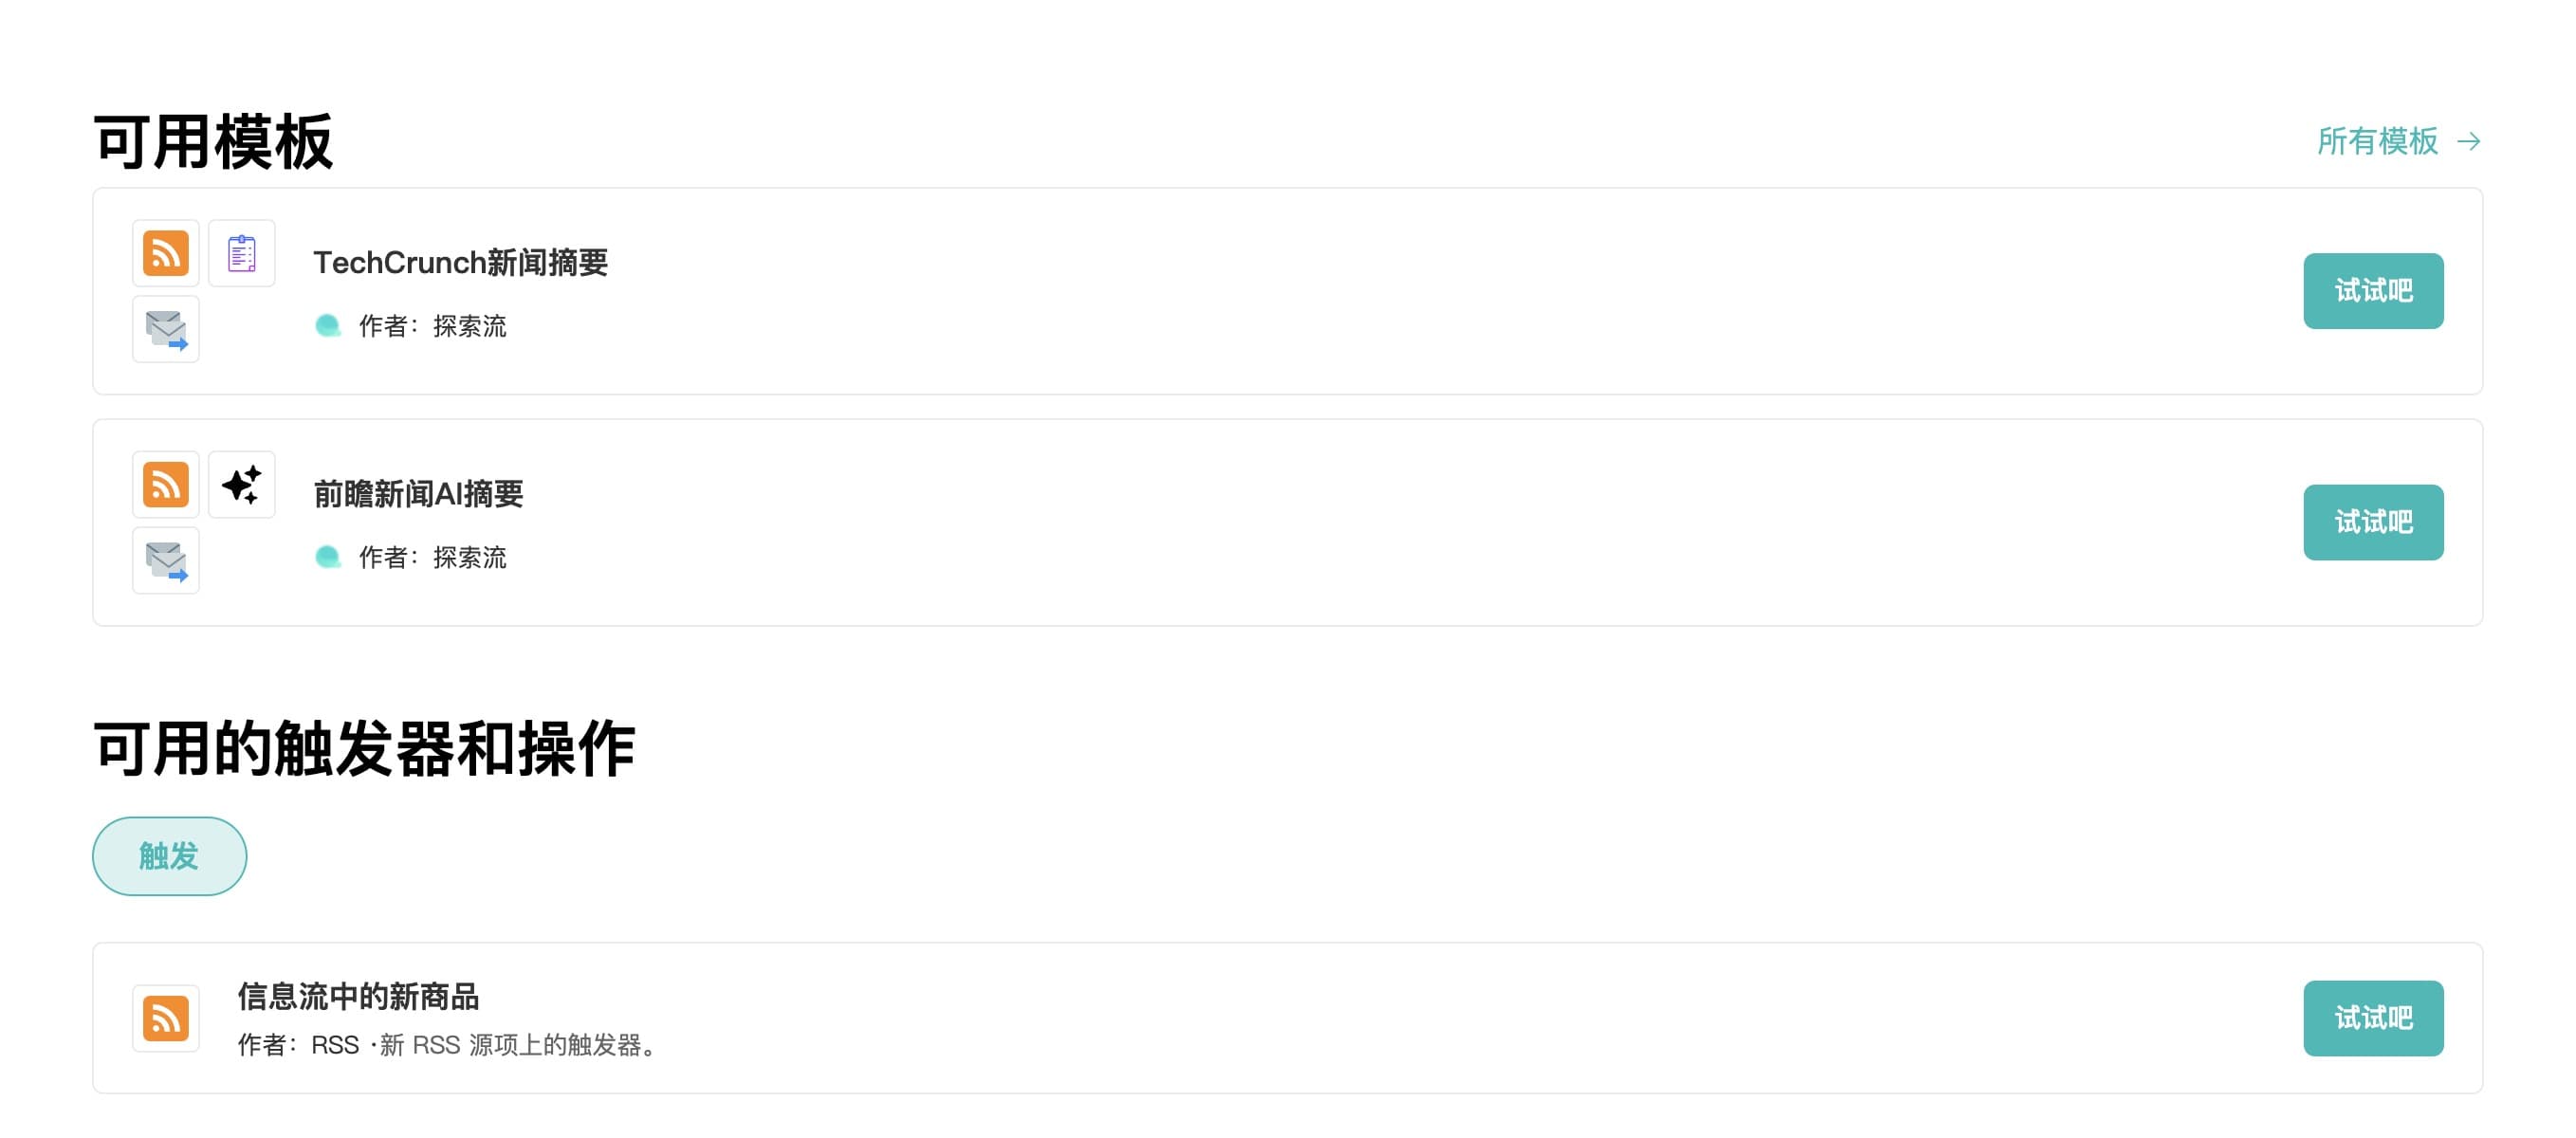 可用模板
所有模板 →
TechCrunch新闻摘要
作者：探索流
试试吧
前瞻新闻AI摘要
作者：探索流
试试吧
可用的触发器和操作
触发
信息流中的新商品
作者：RSS ·新 RSS 源项上的触发器。
试试吧